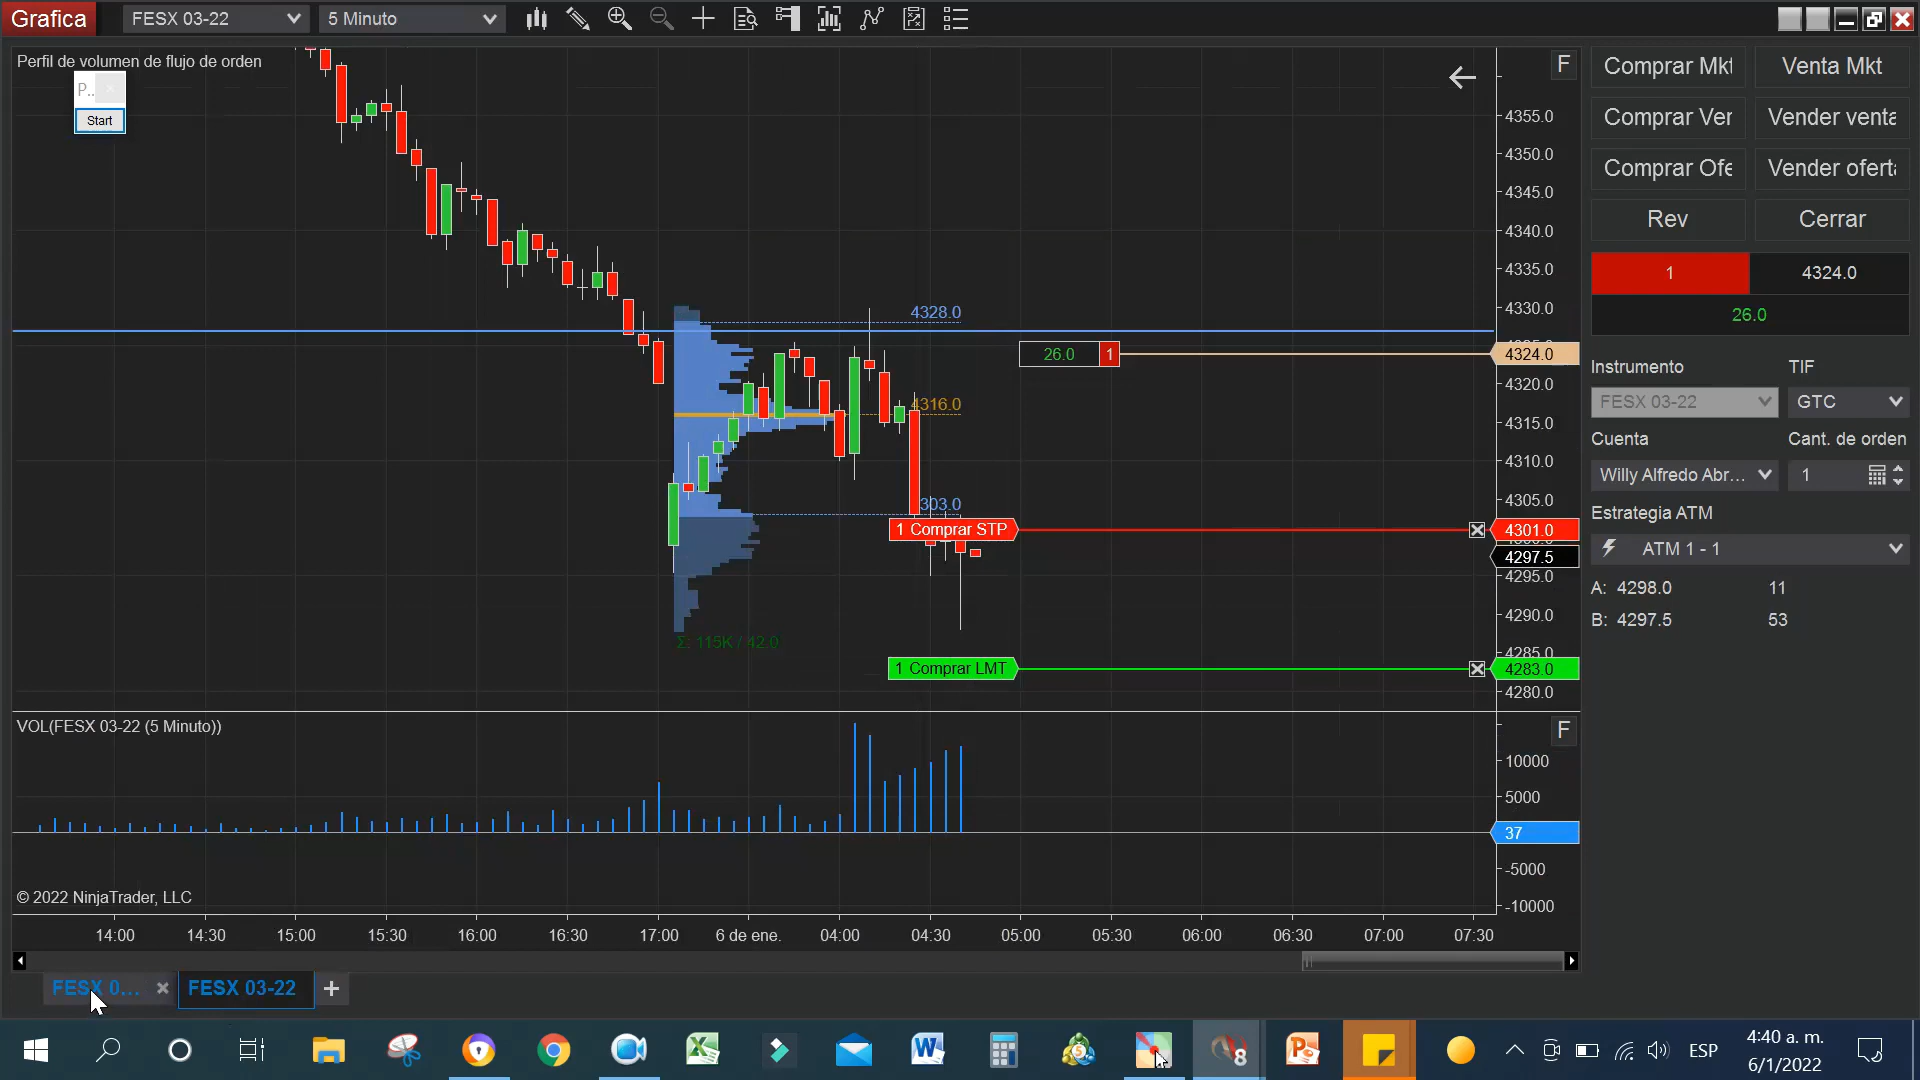 Grafica
FESX 03-22
5 Minuto
Perfil de volumen de flujo de orden
P..
Start
F
4355.0
4350.0
4345.0
4340.0
4335.0
4330.0
4324.0
4320.0
4315.0
4310.0
4305.0
4301.0
4297.5
4295.0
4290.0
4285.0
4283.0
4280.0
4328.0
26.0 1
4316.0
303.0
1 Comprar STP
Σ: 115K / 42.0
1 Comprar LMT
VOL(FESX 03-22 (5 Minuto))
F
10000
5000
37
-5000
-10000
© 2022 NinjaTrader, LLC
14:00 14:30 15:00 15:30 16:00 16:30 17:00 6 de ene. 04:00 04:30 05:00 05:30 06:00 06:30 07:00 07:30
FESX 0...
FESX 03-22
Comprar Mkt
Venta Mkt
Comprar Ver
Vender venta
Comprar Ofe
Vender oferta
Rev
Cerrar
1
4324.0
26.0
Instrumento
TIF
FESX 03-22
GTC
Cuenta
Cant. de orden
Willy Alfredo Abr...
1
Estrategia ATM
ATM 1 - 1
A: 4298.0 11
B: 4297.5 53
ESP
4:40 a. m.
6/1/2022